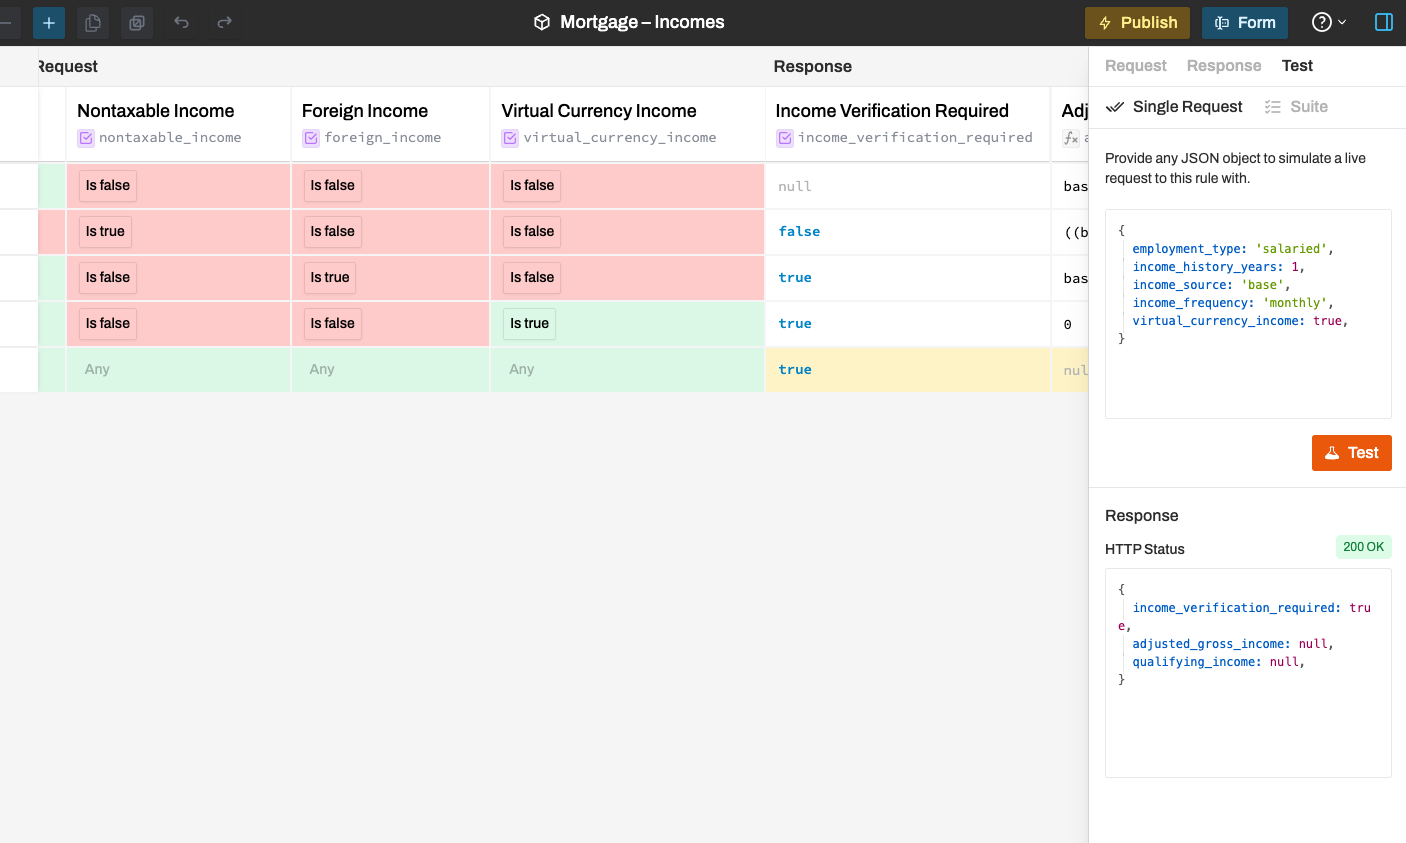 Mortgage – Incomes
Publish
Form
Request
Response
Nontaxable Income
Foreign Income
Virtual Currency Income
Income Verification Required
Adj
nontaxable_income
foreign_income
virtual_currency_income
income_verification_required
fx a
Is false
Is false
Is false
null
bas
Is true
Is false
Is false
false
((b
Is false
Is true
Is false
true
bas
Is false
Is false
Is true
true
0
Any
Any
Any
true
nul
Request
Response
Test
Single Request
Suite
Provide any JSON object to simulate a live
request to this rule with.
{
employment_type: 'salaried',
income_history_years: 1,
income_source: 'base',
income_frequency: 'monthly',
virtual_currency_income: true,
}
Test
Response
HTTP Status
200 OK
{
income_verification_required: tru
e,
adjusted_gross_income: null,
qualifying_income: null,
}